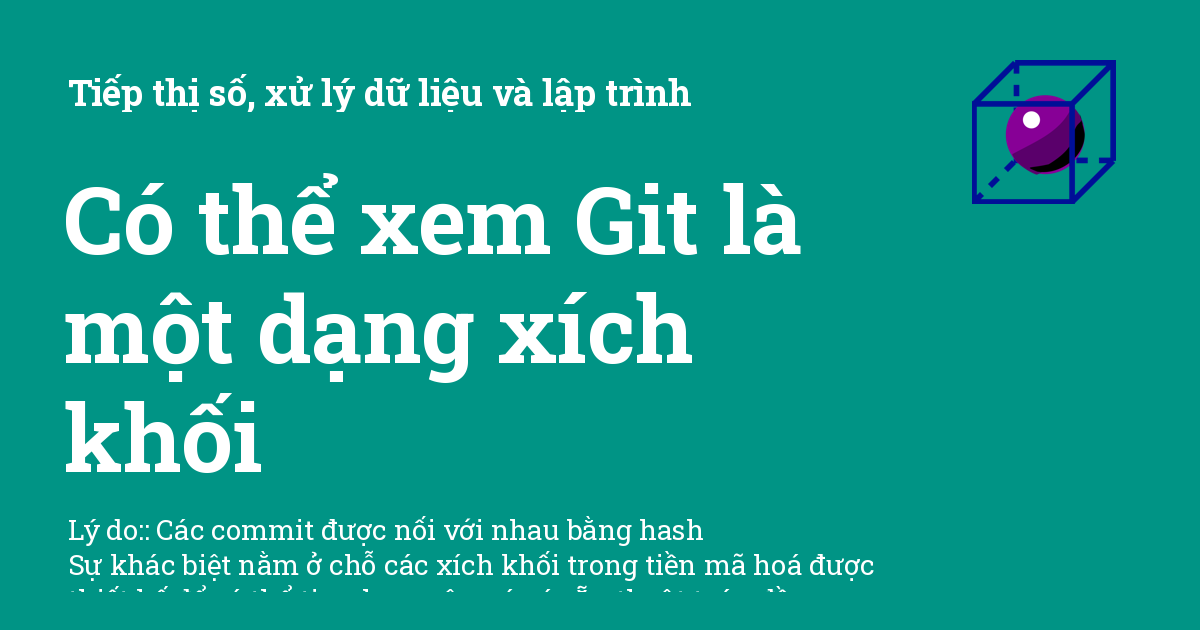 Tiếp thị số, xử lý dữ liệu và lập trình
Có thể xem Git là
một dạng xích
khối
Lý do:: Các commit được nối với nhau bằng hash
Sự khác biệt nằm ở chỗ các xích khối trong tiền mã hoá được